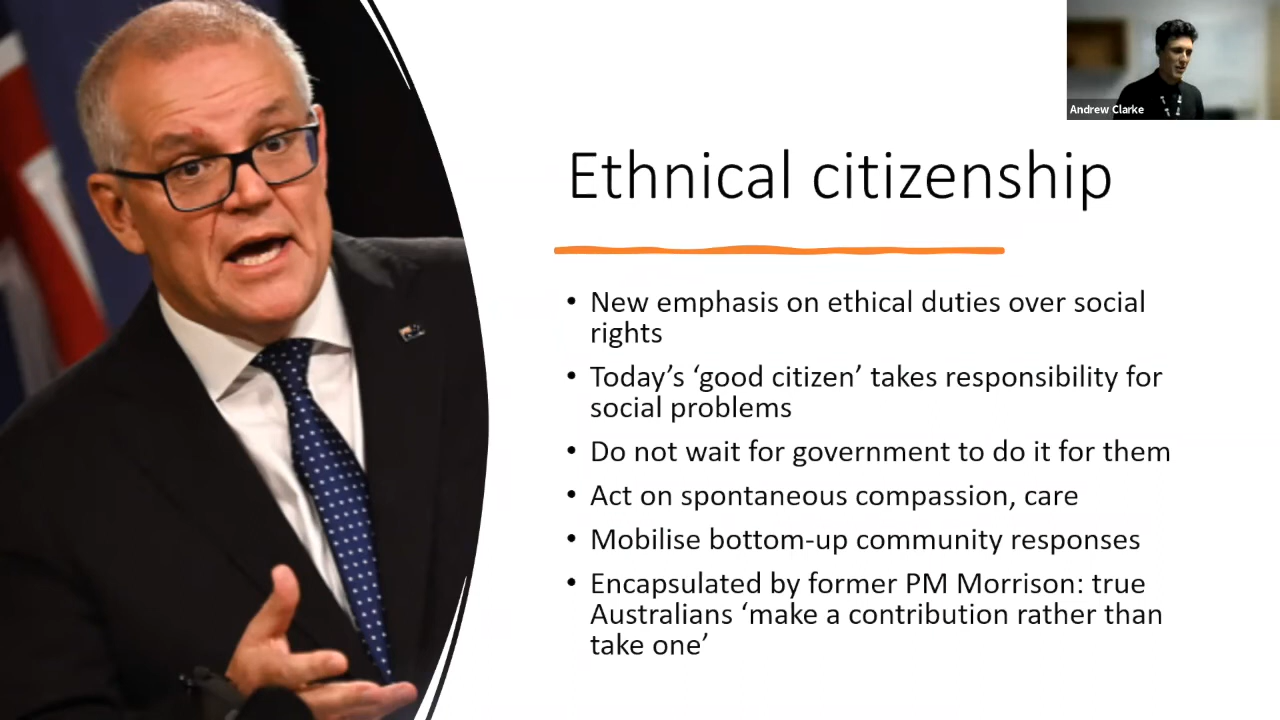 Andrew Clarke
Ethnical citizenship
• New emphasis on ethical duties over social
rights
• Today’s ‘good citizen’ takes responsibility for
social problems
• Do not wait for government to do it for them
• Act on spontaneous compassion, care
• Mobilise bottom-up community responses
• Encapsulated by former PM Morrison: true
Australians ‘make a contribution rather than
take one’